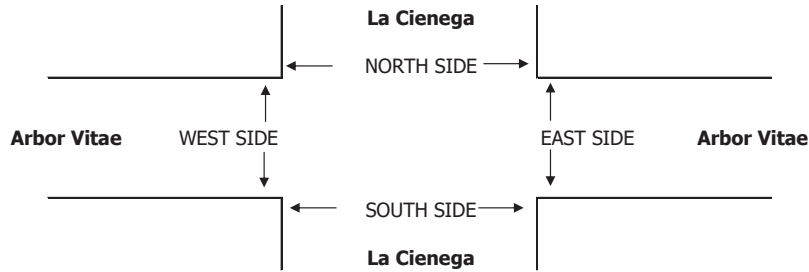 La Cienega
NORTH SIDE
Arbor Vitae WEST SIDE EAST SIDE Arbor Vitae
SOUTH SIDE
La Cienega